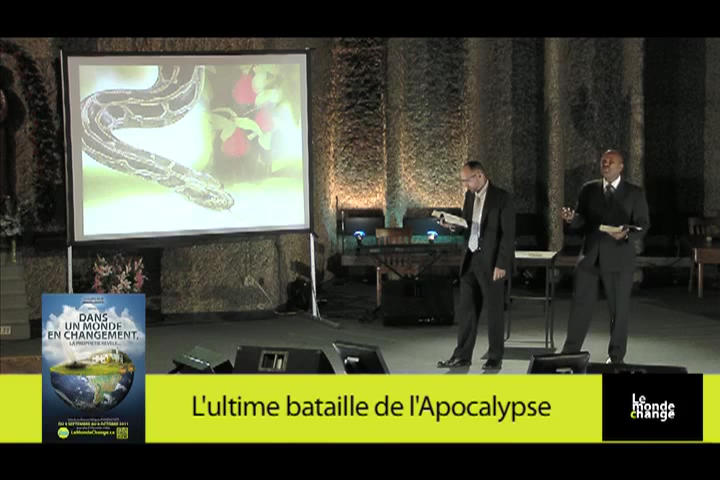 DANS
UN MONDE
EN CHANGEMENT,
LA PROPHÉTIE RÉVÈLE...
DU 9 SEPTEMBRE AU 8 OCTOBRE 2011
LeMondeChange.ca
L'ultime bataille de l'Apocalypse
Le
monde
change